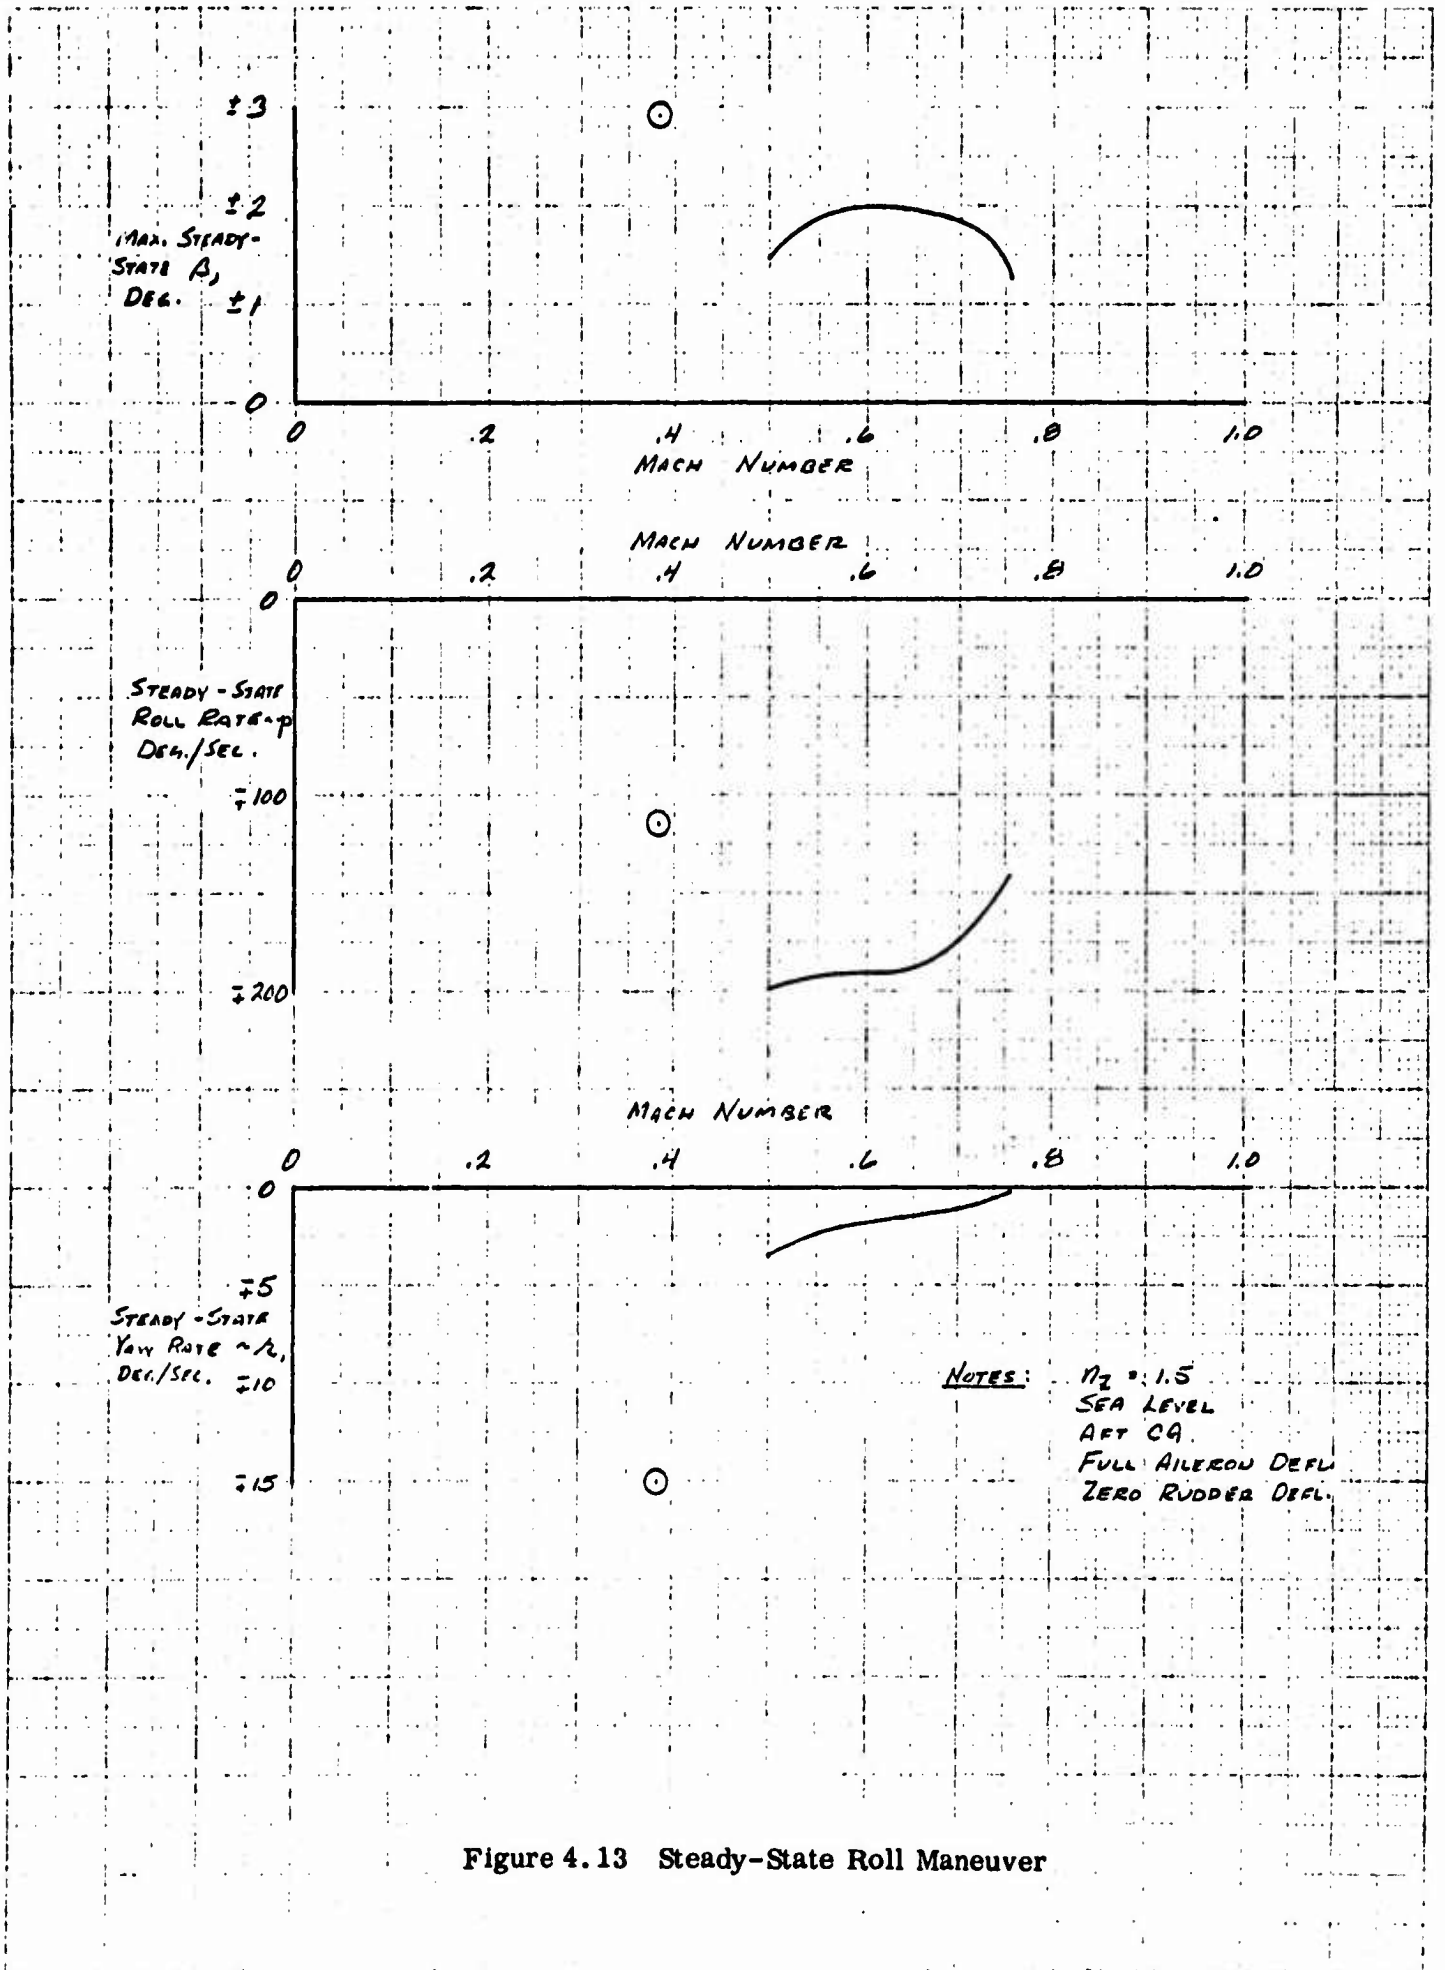 ± 3
± 2
MAX. STEADY-
STATE β,
DEG. ± 1
0
0 .2 .4 .6 .8 1.0
MACH NUMBER
MACH NUMBER
0 .2 .4 .6 .8 1.0
0
STEADY-STATE
ROLL RATE~p
DEG./SEC.
∓100
∓200
MACH NUMBER
0 .2 .4 .6 .8 1.0
0
∓5
STEADY-STATE
YAW RATE ~ r,
DEG./SEC. ∓10
∓15
NOTES: nz = 1.5
SEA LEVEL
AFT CG
FULL AILERON DEFL.
ZERO RUDDER DEFL.
Figure 4.13 Steady-State Roll Maneuver